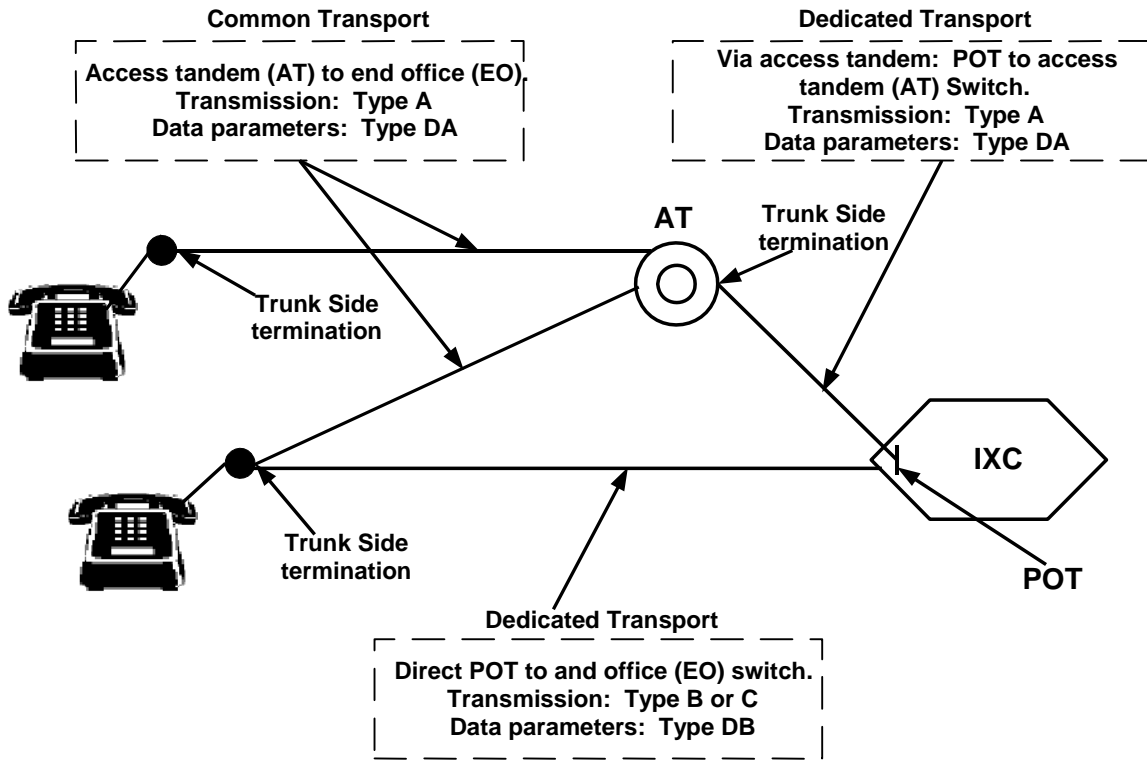 Common Transport
Access tandem (AT) to end office (EO).
Transmission:  Type A
Data parameters:  Type DA
Dedicated Transport
Via access tandem:  POT to access
tandem (AT) Switch.
Transmission:  Type A
Data parameters:  Type DA
AT
Trunk Side
termination
Trunk Side
termination
IXC
Trunk Side
termination
POT
Dedicated Transport
Direct POT to and office (EO) switch.
Transmission:  Type B or C
Data parameters:  Type DB